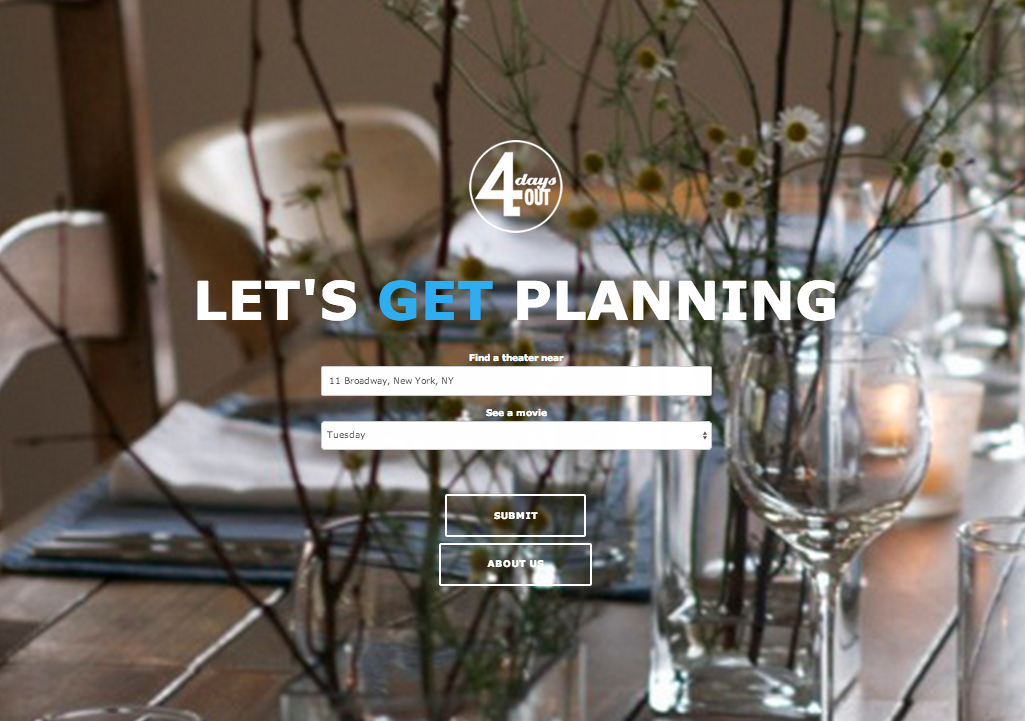 4 days
OUT
LET'S GET PLANNING
Find a theater near
11 Broadway, New York, NY
See a movie
Tuesday
SUBMIT
ABOUT US